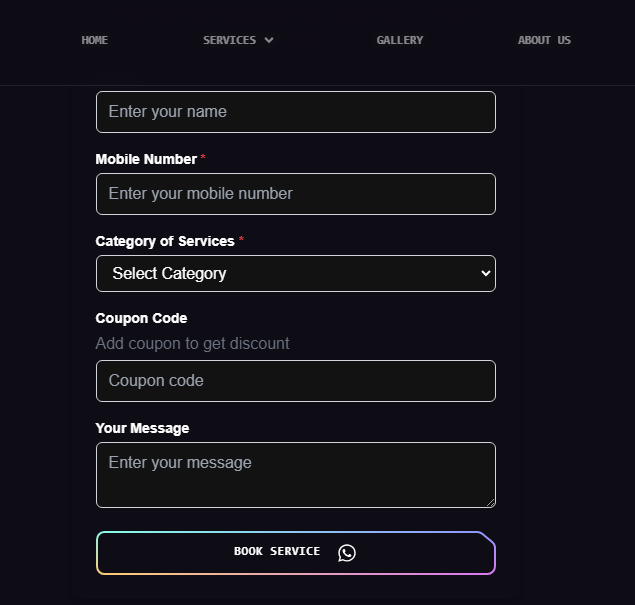 HOME SERVICES GALLERY ABOUT US
Enter your name
Mobile Number *
Enter your mobile number
Category of Services *
Select Category
Coupon Code
Add coupon to get discount
Coupon code
Your Message
Enter your message
BOOK SERVICE